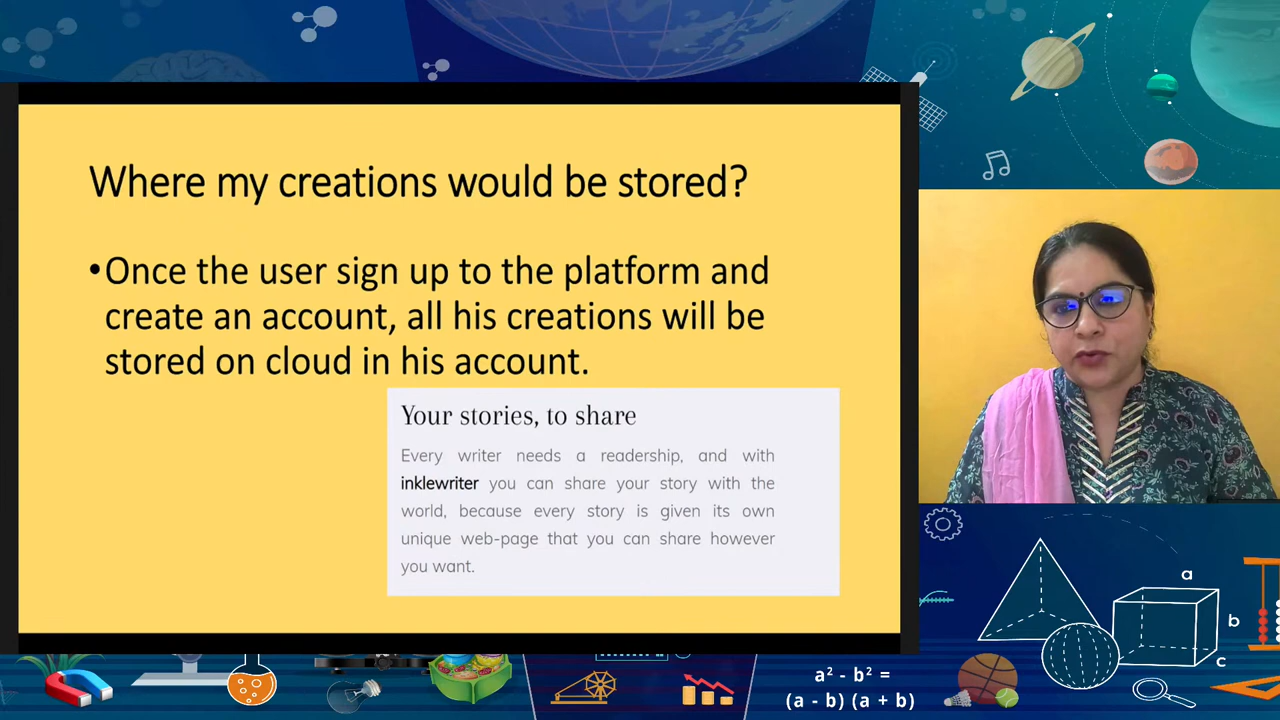 Where my creations would be stored?
•Once the user sign up to the platform and
create an account, all his creations will be
stored on cloud in his account.
Your stories, to share
Every writer needs a readership, and with
inklewriter you can share your story with the
world, because every story is given its own
unique web-page that you can share however
you want.
a
b
c
a² - b² =
(a - b) (a + b)